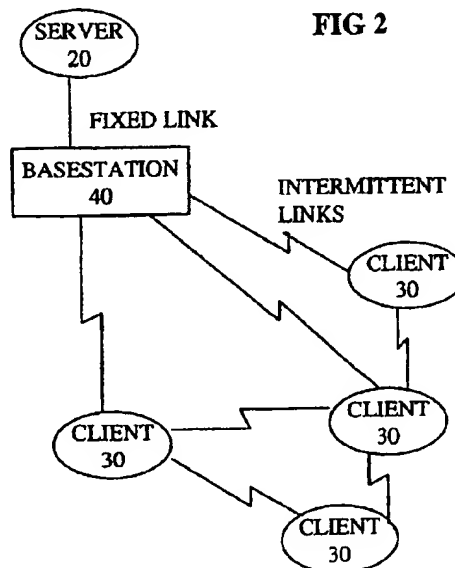 FIG 2
SERVER
20
FIXED LINK
BASESTATION
40
INTERMITTENT
LINKS
CLIENT
30
CLIENT
30
CLIENT
30
CLIENT
30